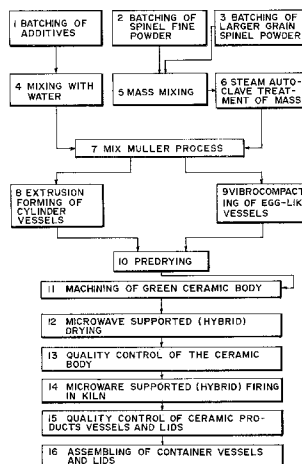 1 BATCHING OF
ADDITIVES
2 BATCHING OF
SPINEL FINE
POWDER
3 BATCHING OF
LARGER GRAIN
SPINEL POWDER
4 MIXING WITH
WATER
5 MASS MIXING
6 STEAM AUTO-
CLAVE TREAT-
MENT OF MASS
7 MIX MULLER PROCESS
8 EXTRUSION
FORMING OF
CYLINDER
VESSELS
9 VIBROCOMPACT
ING OF EGG-LIKE
VESSELS
10 PREDRYING
11 MACHINING OF GREEN CERAMIC BODY
12 MICROWAVE SUPPORTED (HYBRID)
DRYING
13 QUALITY CONTROL OF THE CERAMIC
BODY
14 MICROWARE SUPPORTED (HYBRID) FIRING
IN KILN
15 QUALITY CONTROL OF CERAMIC PRO-
DUCTS VESSELS AND LIDS
16 ASSEMBLING OF CONTAINER VESSELS
AND LIDS